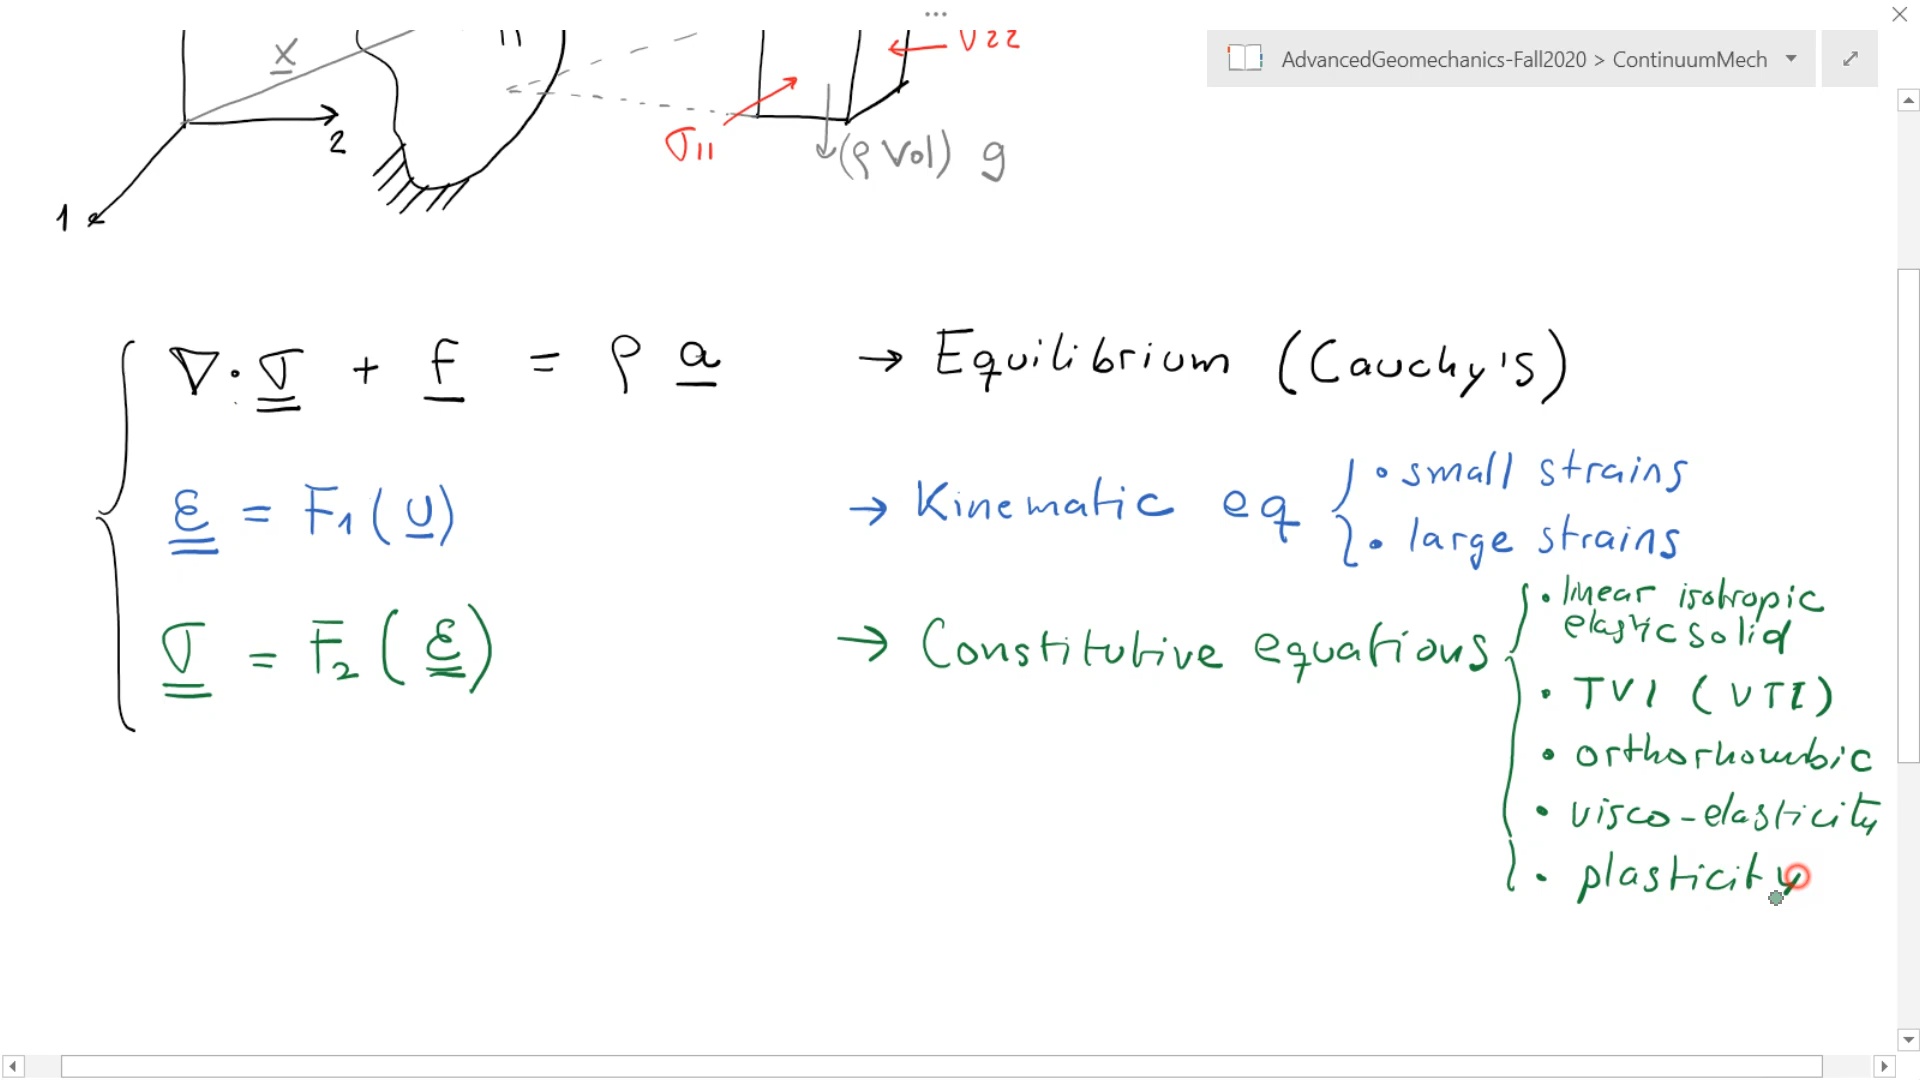 AdvancedGeomechanics-Fall2020 > ContinuumMech
x
σ22
2
σ11
(ρ Vol) g
1
∇·σ + f = ρ a → Equilibrium (Cauchy's)
ε = F1(u) → Kinematic eq
• small strains
• large strains
σ = F2(ε) → Constitutive equations
• linear isotropic
elastic solid
• TVI (VTI)
• orthorhombic
• visco-elasticity
• plasticity